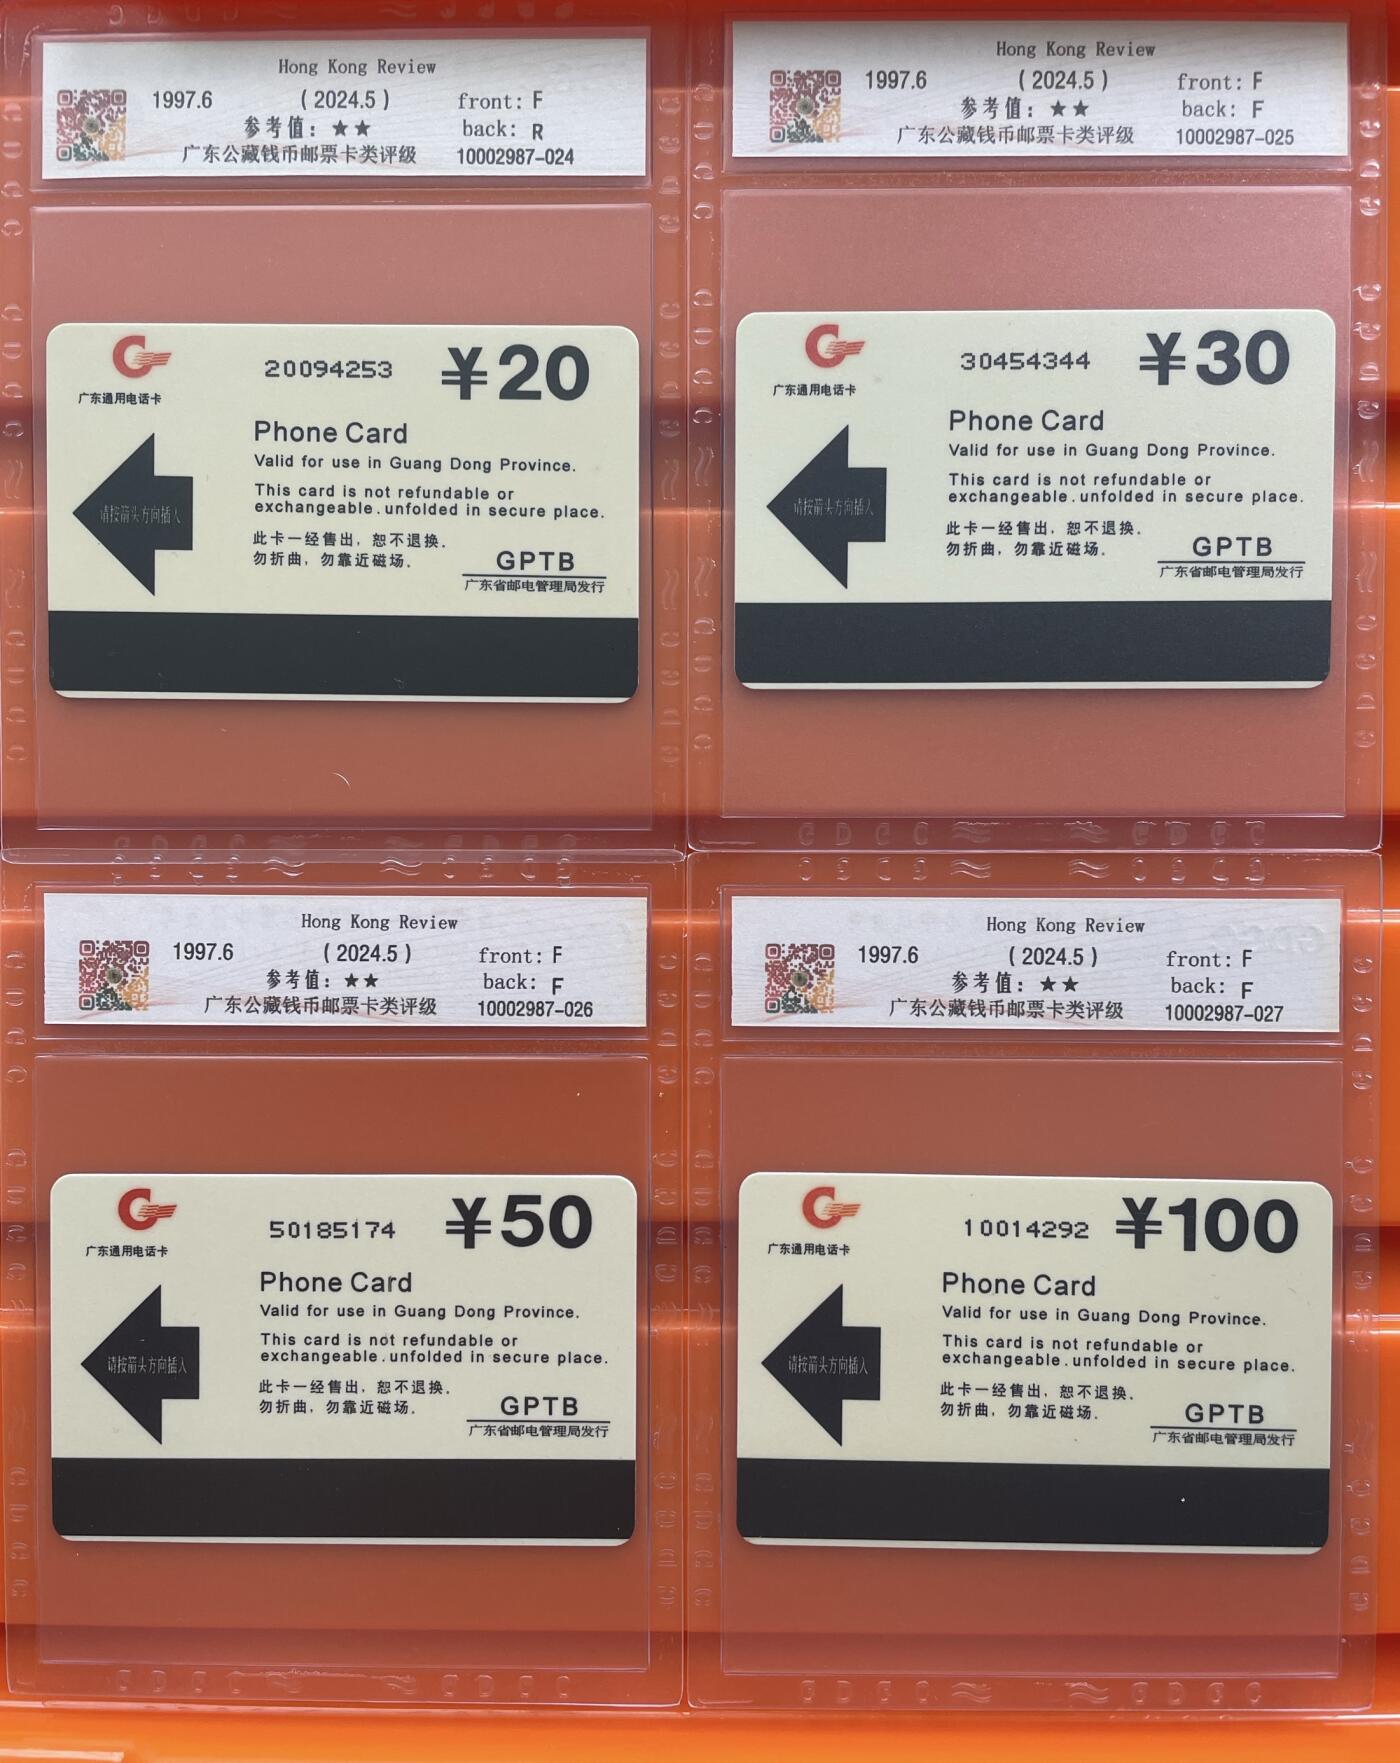 Hong Kong Review
1997.6 (2024.5) front: F
参考值：★★ back: R
广东公藏钱币邮票卡类评级 10002987-024
广东通用电话卡
20094253
¥20
Phone Card
Valid for use in Guang Dong Province.
This card is not refundable or
exchangeable.unfolded in secure place.
请按箭头方向插入
此卡一经售出，恕不退换．
勿折曲，勿靠近磁场．
GPTB
广东省邮电管理局发行
Hong Kong Review
1997.6 (2024.5) front: F
参考值：★★ back: F
广东公藏钱币邮票卡类评级 10002987-025
广东通用电话卡
30454344
¥30
Phone Card
Valid for use in Guang Dong Province.
This card is not refundable or
exchangeable.unfolded in secure place.
请按箭头方向插入
此卡一经售出，恕不退换．
勿折曲，勿靠近磁场．
GPTB
广东省邮电管理局发行
Hong Kong Review
1997.6 (2024.5) front: F
参考值：★★ back: F
广东公藏钱币邮票卡类评级 10002987-026
广东通用电话卡
50185174
¥50
Phone Card
Valid for use in Guang Dong Province.
This card is not refundable or
exchangeable.unfolded in secure place.
请按箭头方向插入
此卡一经售出，恕不退换．
勿折曲，勿靠近磁场．
GPTB
广东省邮电管理局发行
Hong Kong Review
1997.6 (2024.5) front: F
参考值：★★ back: F
广东公藏钱币邮票卡类评级 10002987-027
广东通用电话卡
10014292
¥100
Phone Card
Valid for use in Guang Dong Province.
This card is not refundable or
exchangeable.unfolded in secure place.
请按箭头方向插入
此卡一经售出，恕不退换．
勿折曲，勿靠近磁场．
GPTB
广东省邮电管理局发行